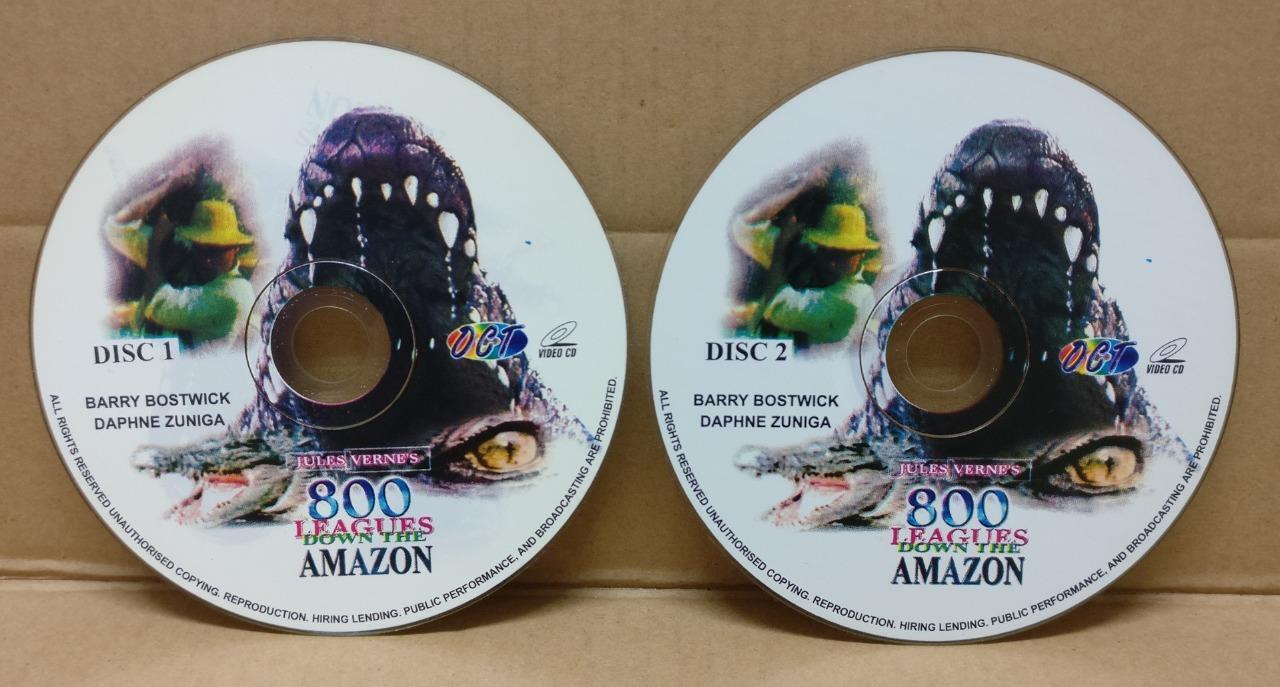 DISC 1
OCT
VIDEO CD
BARRY BOSTWICK
DAPHNE ZUNIGA
JULES VERNE'S
800
LEAGUES
DOWN THE
AMAZON
ALL RIGHTS RESERVED UNAUTHORISED COPYING. REPRODUCTION. HIRING LENDING. PUBLIC PERFORMANCE, AND BROADCASTING ARE PROHIBITED.
DISC 2
OCT
VIDEO CD
BARRY BOSTWICK
DAPHNE ZUNIGA
JULES VERNE'S
800
LEAGUES
DOWN THE
AMAZON
ALL RIGHTS RESERVED UNAUTHORISED COPYING. REPRODUCTION. HIRING LENDING. PUBLIC PERFORMANCE, AND BROADCASTING ARE PROHIBITED.